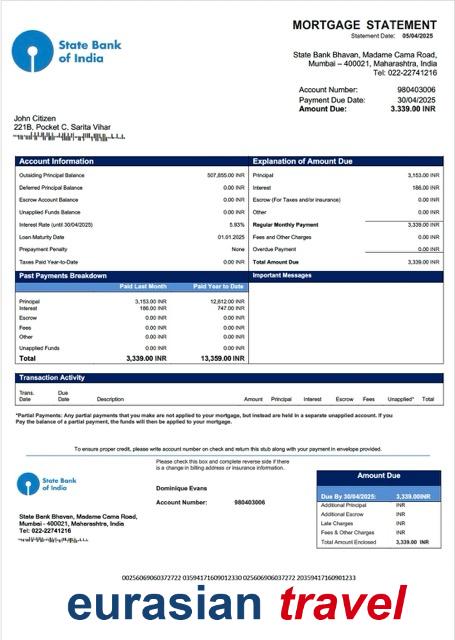 State Bank
of India
MORTGAGE STATEMENT
Statement Date: 05/04/2025
State Bank Bhavan, Madame Cama Road,
Mumbai – 400021, Maharashtra, India
Tel: 022-22741216
Account Number: 980403006
Payment Due Date: 30/04/2025
Amount Due: 3.339.00 INR
John Citizen
221B, Pocket C, Sarita Vihar
Account Information
Outsiding Principal Balance 507,855.00 INR
Deferred Principal Balance 0.00 INR
Escrow Account Balance 0.00 INR
Unapplied Funds Balance 0.00 INR
Interest Rate (until 30/04/2025) 5.93%
Loan Maturity Date 01.01.2025
Prepayment Penalty None
Taxes Paid Year-to-Date 0.00 INR
Explanation of Amount Due
Principal 3,153.00 INR
Interest 186.00 INR
Escrow (For Taxes and/or insurance) 0.00 INR
Other 0.00 INR
Regular Monthly Payment 3,339.00 INR
Fees and Other Charges 0.00 INR
Overdue Payment 0.00 INR
Total Amount Due 3,339.00 INR
Past Payments Breakdown
Paid Last Month Paid Year to Date
Principal 3,153.00 INR 12,612.00 INR
Interest 186.00 INR 747.00 INR
Escrow 0.00 INR 0.00 INR
Fees 0.00 INR 0.00 INR
Other 0.00 INR 0.00 INR
Unapplied Funds 0.00 INR 0.00 INR
Total 3,339.00 INR 13,359.00 INR
Important Messages
Transaction Activity
Trans. Date Due Date Description Amount Principal Interest Escrow Fees Unapplied* Total
*Partial Payments: Any partial payments that you make are not applied to your mortgage, but instead are held in a separate unapplied account. If you
Pay the balance of a partial payment, the funds will then be applied to your mortgage.
To ensure proper credit, please write account number on check and return this stub along with your payment in envelope provided.
State Bank
of India
Please check this box and complete reverse side if there
is a change in billing address or insurance information.
Dominique Evans
Account Number: 980403006
State Bank Bhavan, Madame Cama Road,
Mumbai - 400021, Maharashtra, India
Tel: 022-22741216
Amount Due
Due By 30/04/2025: 3,339.00INR
Additional Principal INR
Additional Escrow INR
Late Charges INR
Fees & Other Charges INR
Total Amount Enclosed 3,339.00 INR
eurasian travel